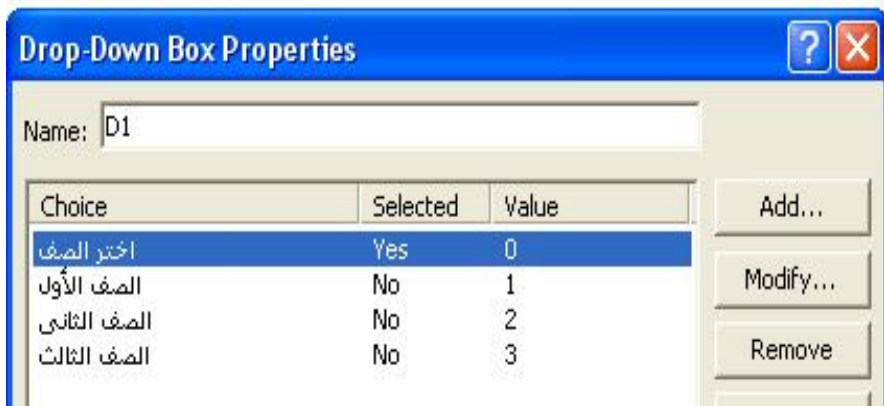 Drop-Down Box Properties
Name: D1
Choice Selected Value
اختر الصف Yes 0
الصف الأول No 1
الصف الثانى No 2
الصف الثالث No 3
Add...
Modify...
Remove